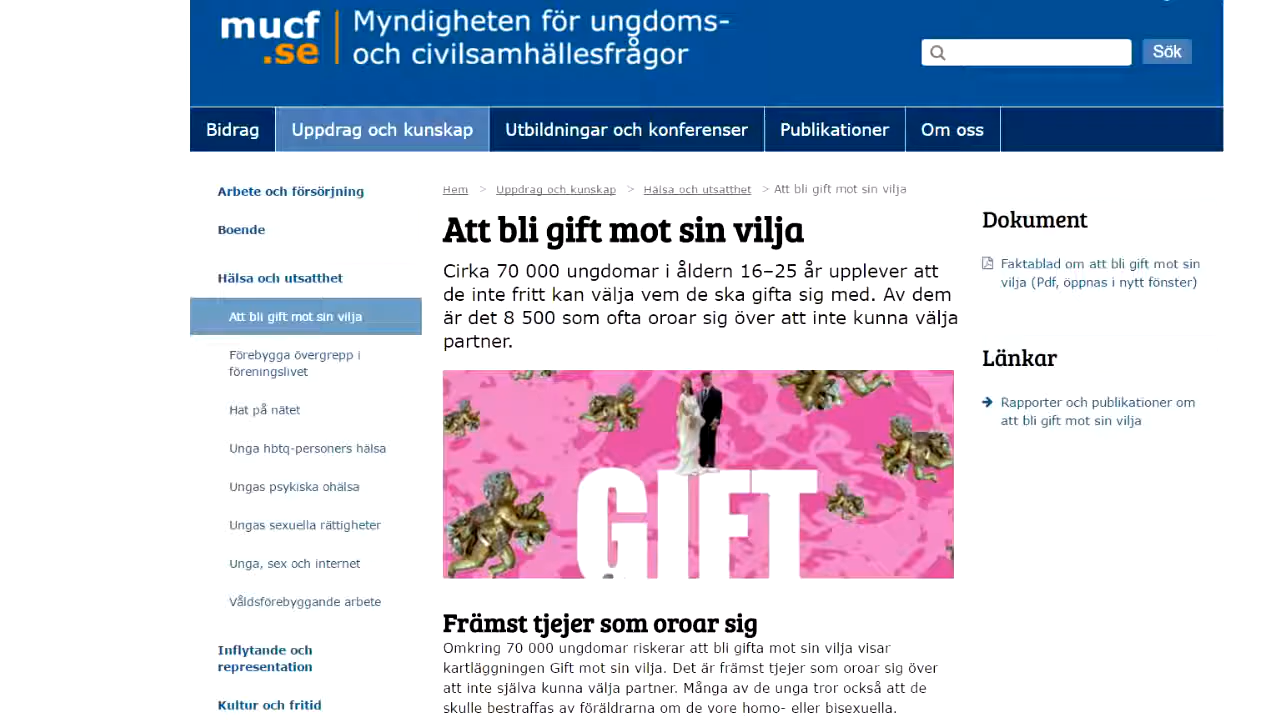 mucf
.se
Myndigheten för ungdoms-
och civilsamhällesfrågor
Sök
Bidrag
Uppdrag och kunskap
Utbildningar och konferenser
Publikationer
Om oss
Arbete och försörjning
Boende
Hälsa och utsatthet
Att bli gift mot sin vilja
Förebygga övergrepp i
föreningslivet
Hat på nätet
Unga hbtq-personers hälsa
Ungas psykiska ohälsa
Ungas sexuella rättigheter
Unga, sex och internet
Våldsförebyggande arbete
Inflytande och
representation
Kultur och fritid
Hem > Uppdrag och kunskap > Hälsa och utsatthet > Att bli gift mot sin vilja
Att bli gift mot sin vilja
Cirka 70 000 ungdomar i åldern 16–25 år upplever att
de inte fritt kan välja vem de ska gifta sig med. Av dem
är det 8 500 som ofta oroar sig över att inte kunna välja
partner.
GIFT
Främst tjejer som oroar sig
Omkring 70 000 ungdomar riskerar att bli gifta mot sin vilja visar
kartläggningen Gift mot sin vilja. Det är främst tjejer som oroar sig över
att inte själva kunna välja partner. Många av de unga tror också att de
skulle bestraffas av föräldrarna om de vore homo- eller bisexuella.
Dokument
Faktablad om att bli gift mot sin
vilja (Pdf, öppnas i nytt fönster)
Länkar
Rapporter och publikationer om
att bli gift mot sin vilja